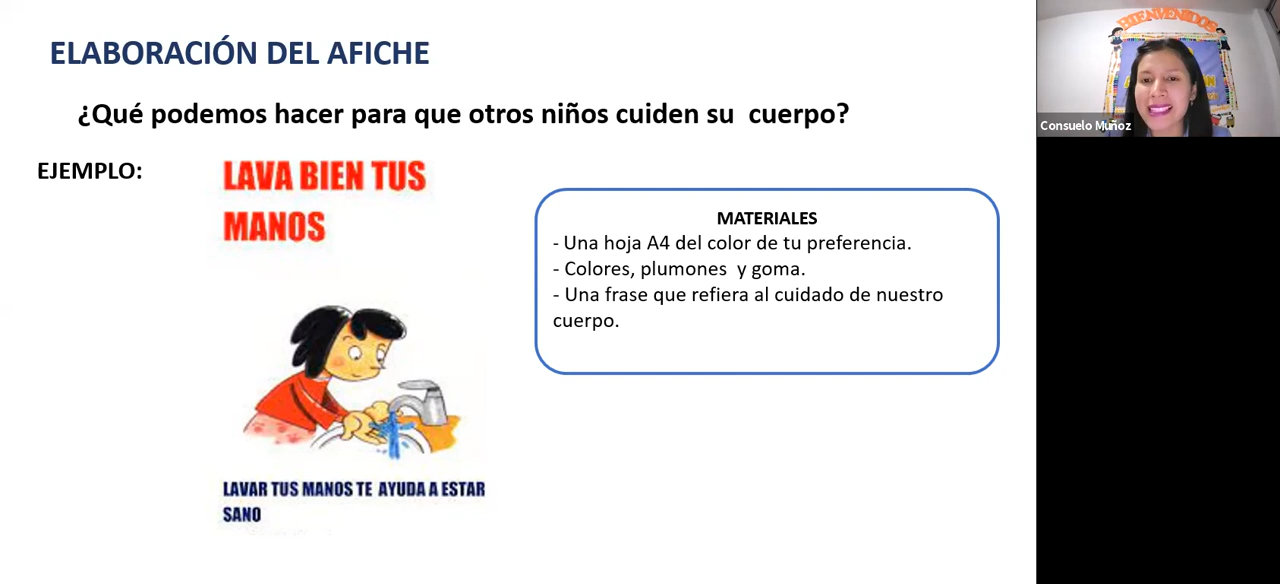 ELABORACIÓN DEL AFICHE
¿Qué podemos hacer para que otros niños cuiden su cuerpo?
EJEMPLO:
LAVA BIEN TUS
MANOS
LAVAR TUS MANOS TE AYUDA A ESTAR
SANO
MATERIALES
- Una hoja A4 del color de tu preferencia.
- Colores, plumones y goma.
- Una frase que refiera al cuidado de nuestro
cuerpo.
BIENVENIDOS
Consuelo Muñoz